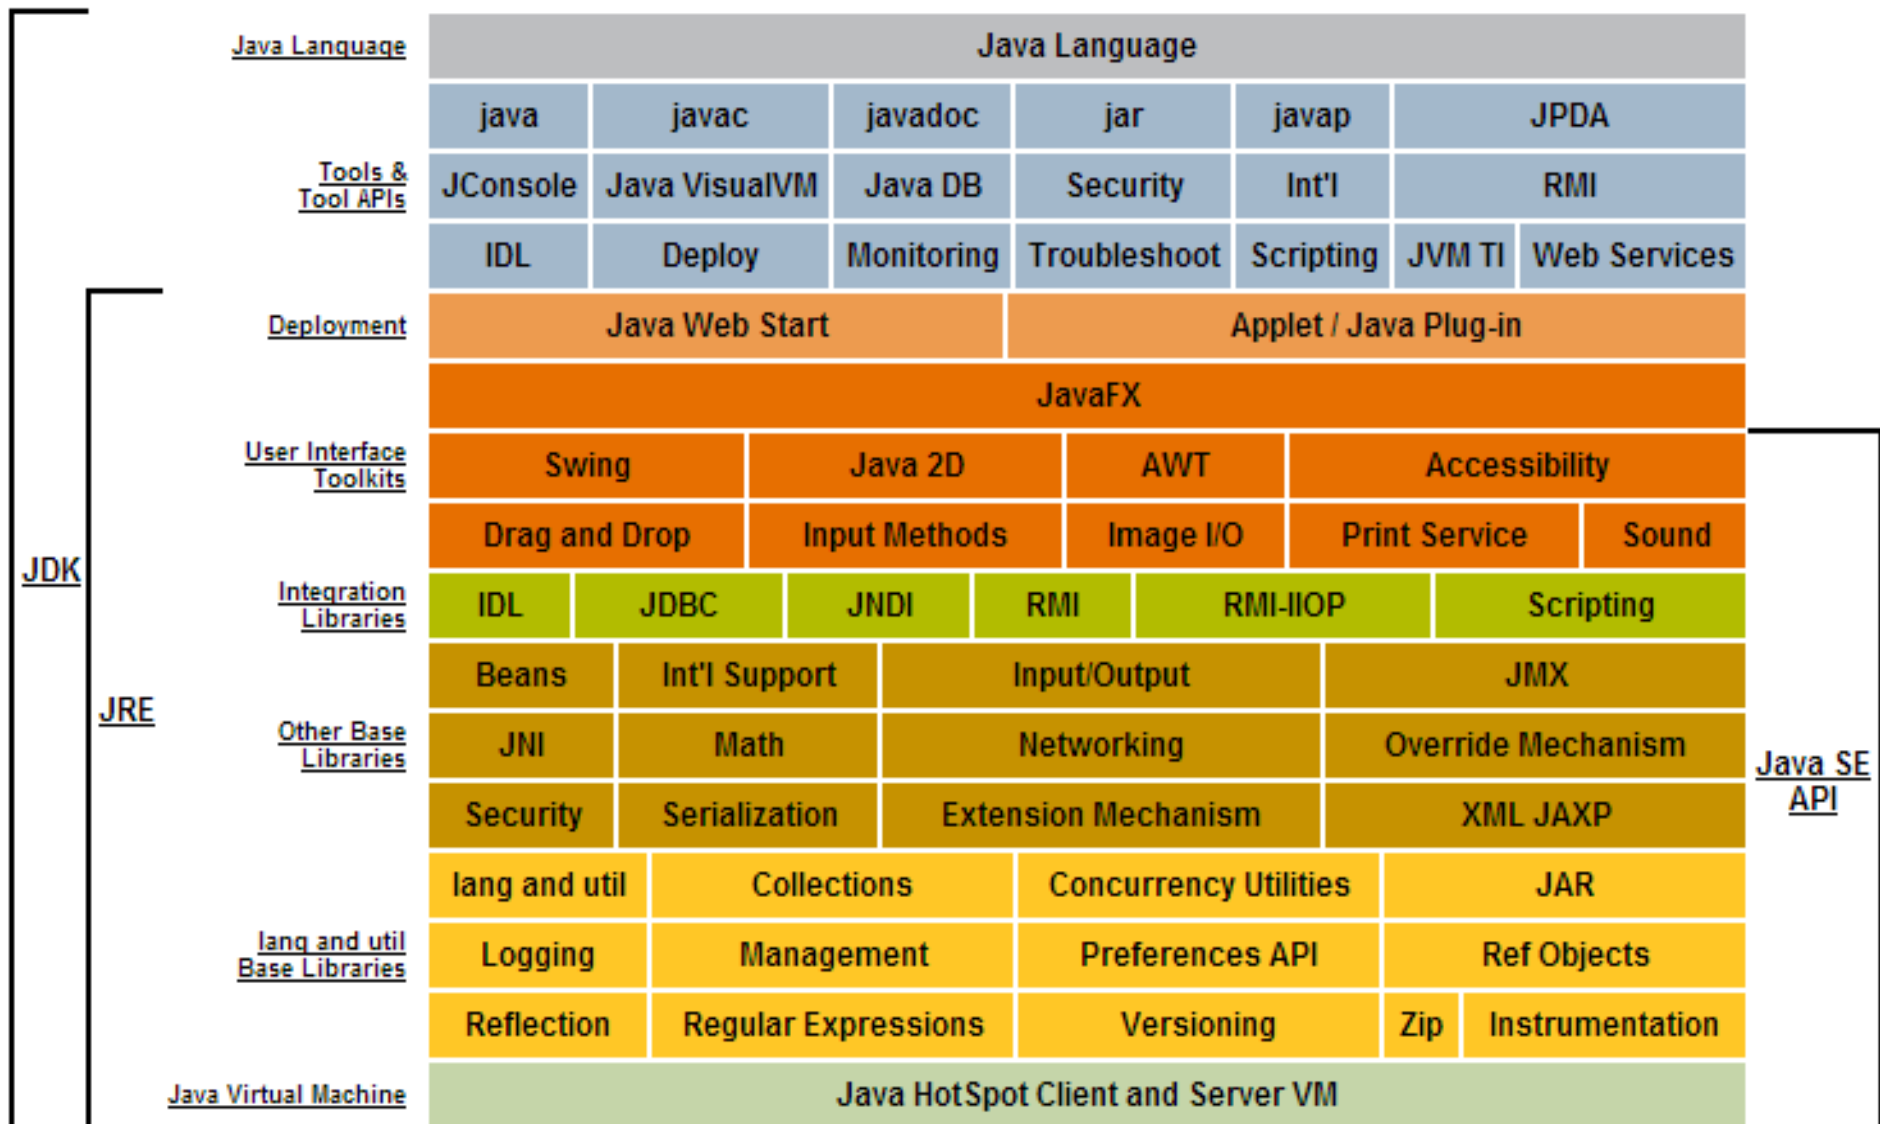 Java Language
Java Language
java javac javadoc jar javap JPDA
Tools &
Tool APIs
JConsole Java VisualVM Java DB Security Int'l RMI
IDL Deploy Monitoring Troubleshoot Scripting JVM TI Web Services
Deployment
Java Web Start Applet / Java Plug-in
JavaFX
User Interface
Toolkits
Swing Java 2D AWT Accessibility
Drag and Drop Input Methods Image I/O Print Service Sound
JDK
Integration
Libraries
IDL JDBC JNDI RMI RMI-IIOP Scripting
Beans Int'l Support Input/Output JMX
JRE
Other Base
Libraries
JNI Math Networking Override Mechanism
Java SE
API
Security Serialization Extension Mechanism XML JAXP
lang and util Collections Concurrency Utilities JAR
lang and util
Base Libraries
Logging Management Preferences API Ref Objects
Reflection Regular Expressions Versioning Zip Instrumentation
Java Virtual Machine
Java HotSpot Client and Server VM